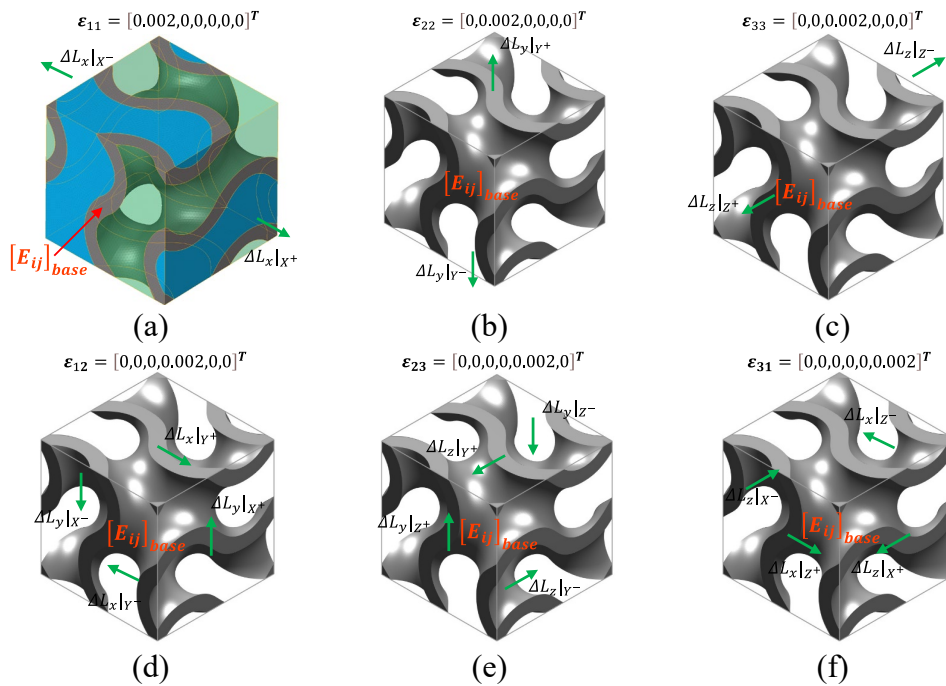 ε₁₁ = [0.002,0,0,0,0,0]ᵀ
ΔLₓ|X⁻
ΔLₓ|X⁺
[Eᵢⱼ]base
(a)
ε₂₂ = [0,0.002,0,0,0,0]ᵀ
ΔLy|Y⁺
[Eᵢⱼ]base
ΔLy|Y⁻
(b)
ε₃₃ = [0,0.002,0,0,0]ᵀ
ΔLz|Z⁻
ΔLz|Z⁺
[Eᵢⱼ]base
(c)
ε₁₂ = [0,0,0,0.002,0,0]ᵀ
ΔLₓ|Y⁺
ΔLy|X⁻
ΔLy|X⁺
[Eᵢⱼ]base
ΔLₓ|Y⁻
(d)
ε₂₃ = [0,0,0,0,0.002,0]ᵀ
ΔLy|Z⁻
ΔLz|Y⁺
ΔLy|Z⁺
[Eᵢⱼ]base
ΔLz|Y⁻
(e)
ε₃₁ = [0,0,0,0,0,0.002]ᵀ
ΔLₓ|Z⁻
ΔLz|X⁻
[Eᵢⱼ]base
ΔLₓ|Z⁺
ΔLz|X⁺
(f)